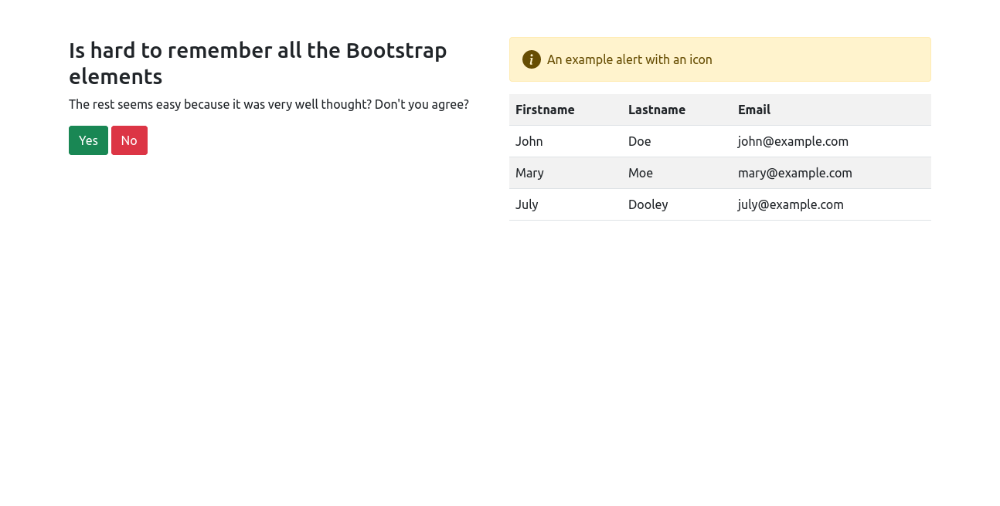 Is hard to remember all the Bootstrap
elements
The rest seems easy because it was very well thought? Don't you agree?
Yes No
An example alert with an icon
Firstname Lastname Email
John Doe john@example.com
Mary Moe mary@example.com
July Dooley july@example.com